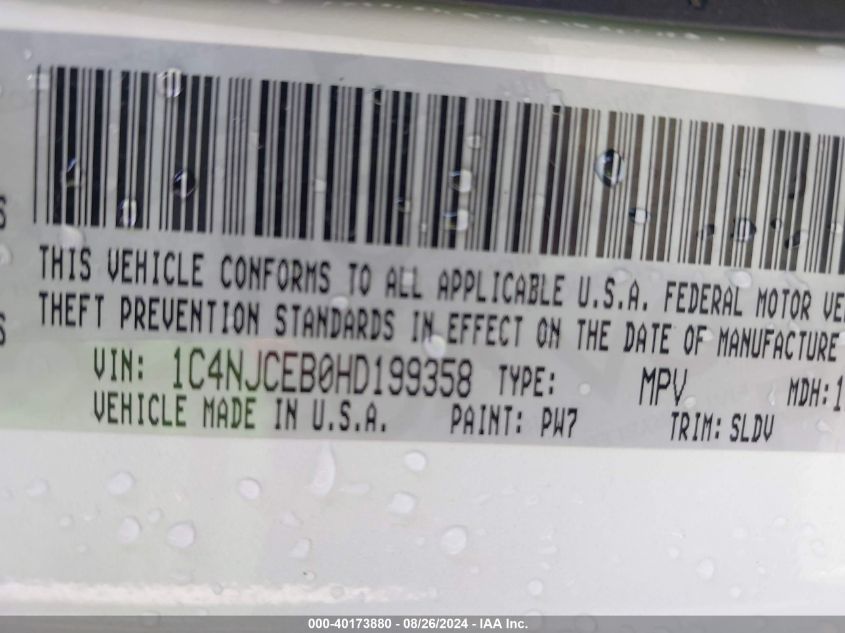 S
THIS VEHICLE CONFORMS TO ALL APPLICABLE U.S.A. FEDERAL MOTOR VE
THEFT PREVENTION STANDARDS IN EFFECT ON THE DATE OF MANUFACTURE
S
VIN: 1C4NJCEB0HD199358 TYPE: MPV MDH:1
VEHICLE MADE IN U.S.A. PAINT: PW7 TRIM: SLDV
000-40173880 - 08/26/2024 - IAA Inc.